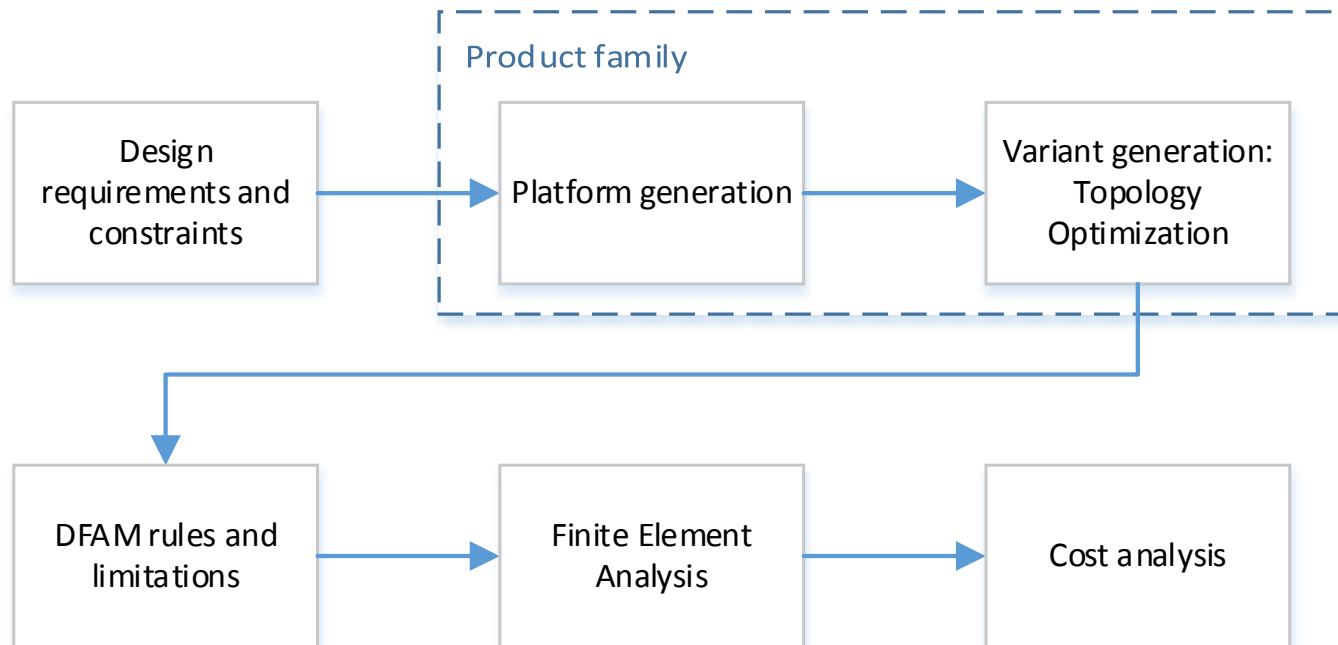 Product family
Design
requirements and
constraints
Platform generation
Variant generation:
Topology
Optimization
DFAM rules and
limitations
Finite Element
Analysis
Cost analysis